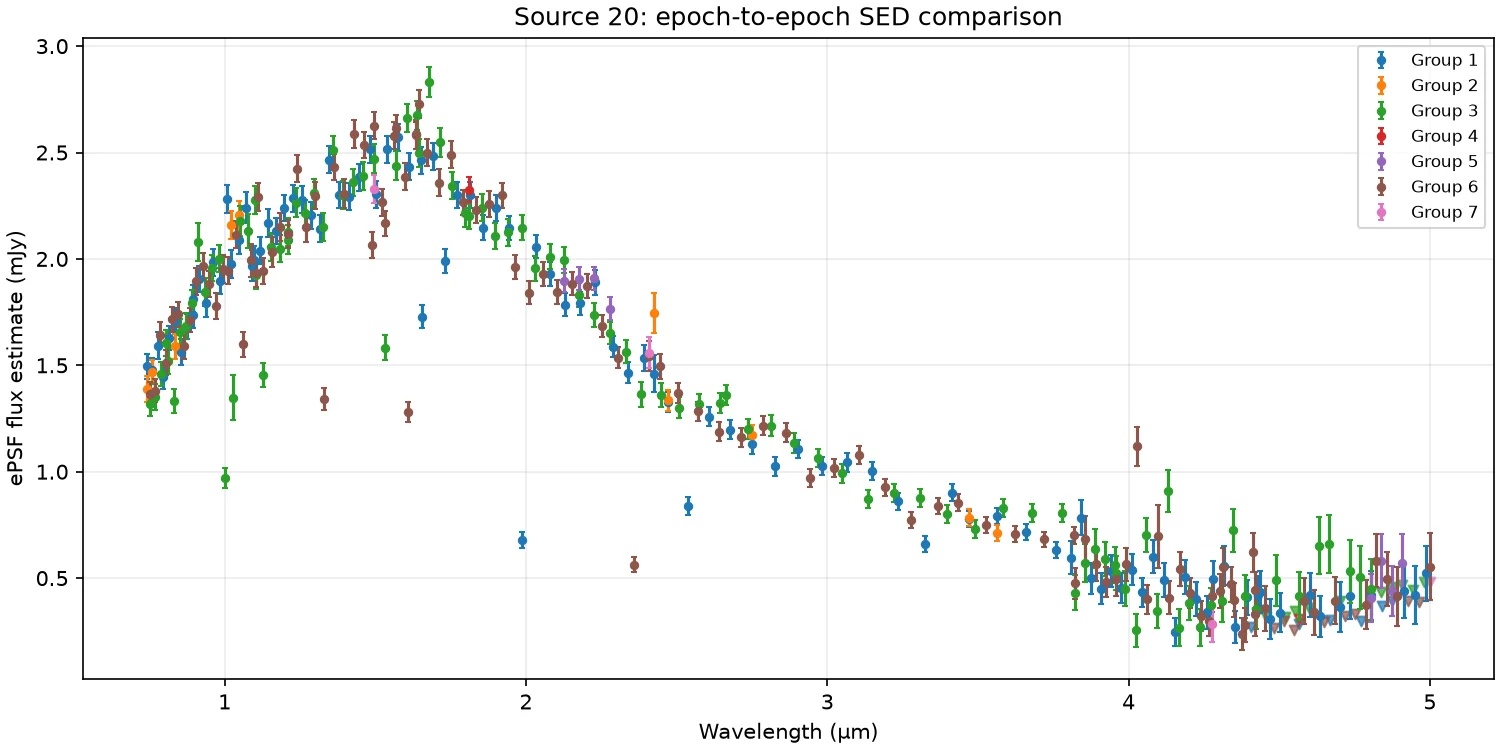 Source 20: epoch-to-epoch SED comparison
3.0
2.5
2.0
1.5
1.0
0.5
ePSF flux estimate (mJy)
Group 1
Group 2
Group 3
Group 4
Group 5
Group 6
Group 7
1 2 3 4 5
Wavelength (μm)